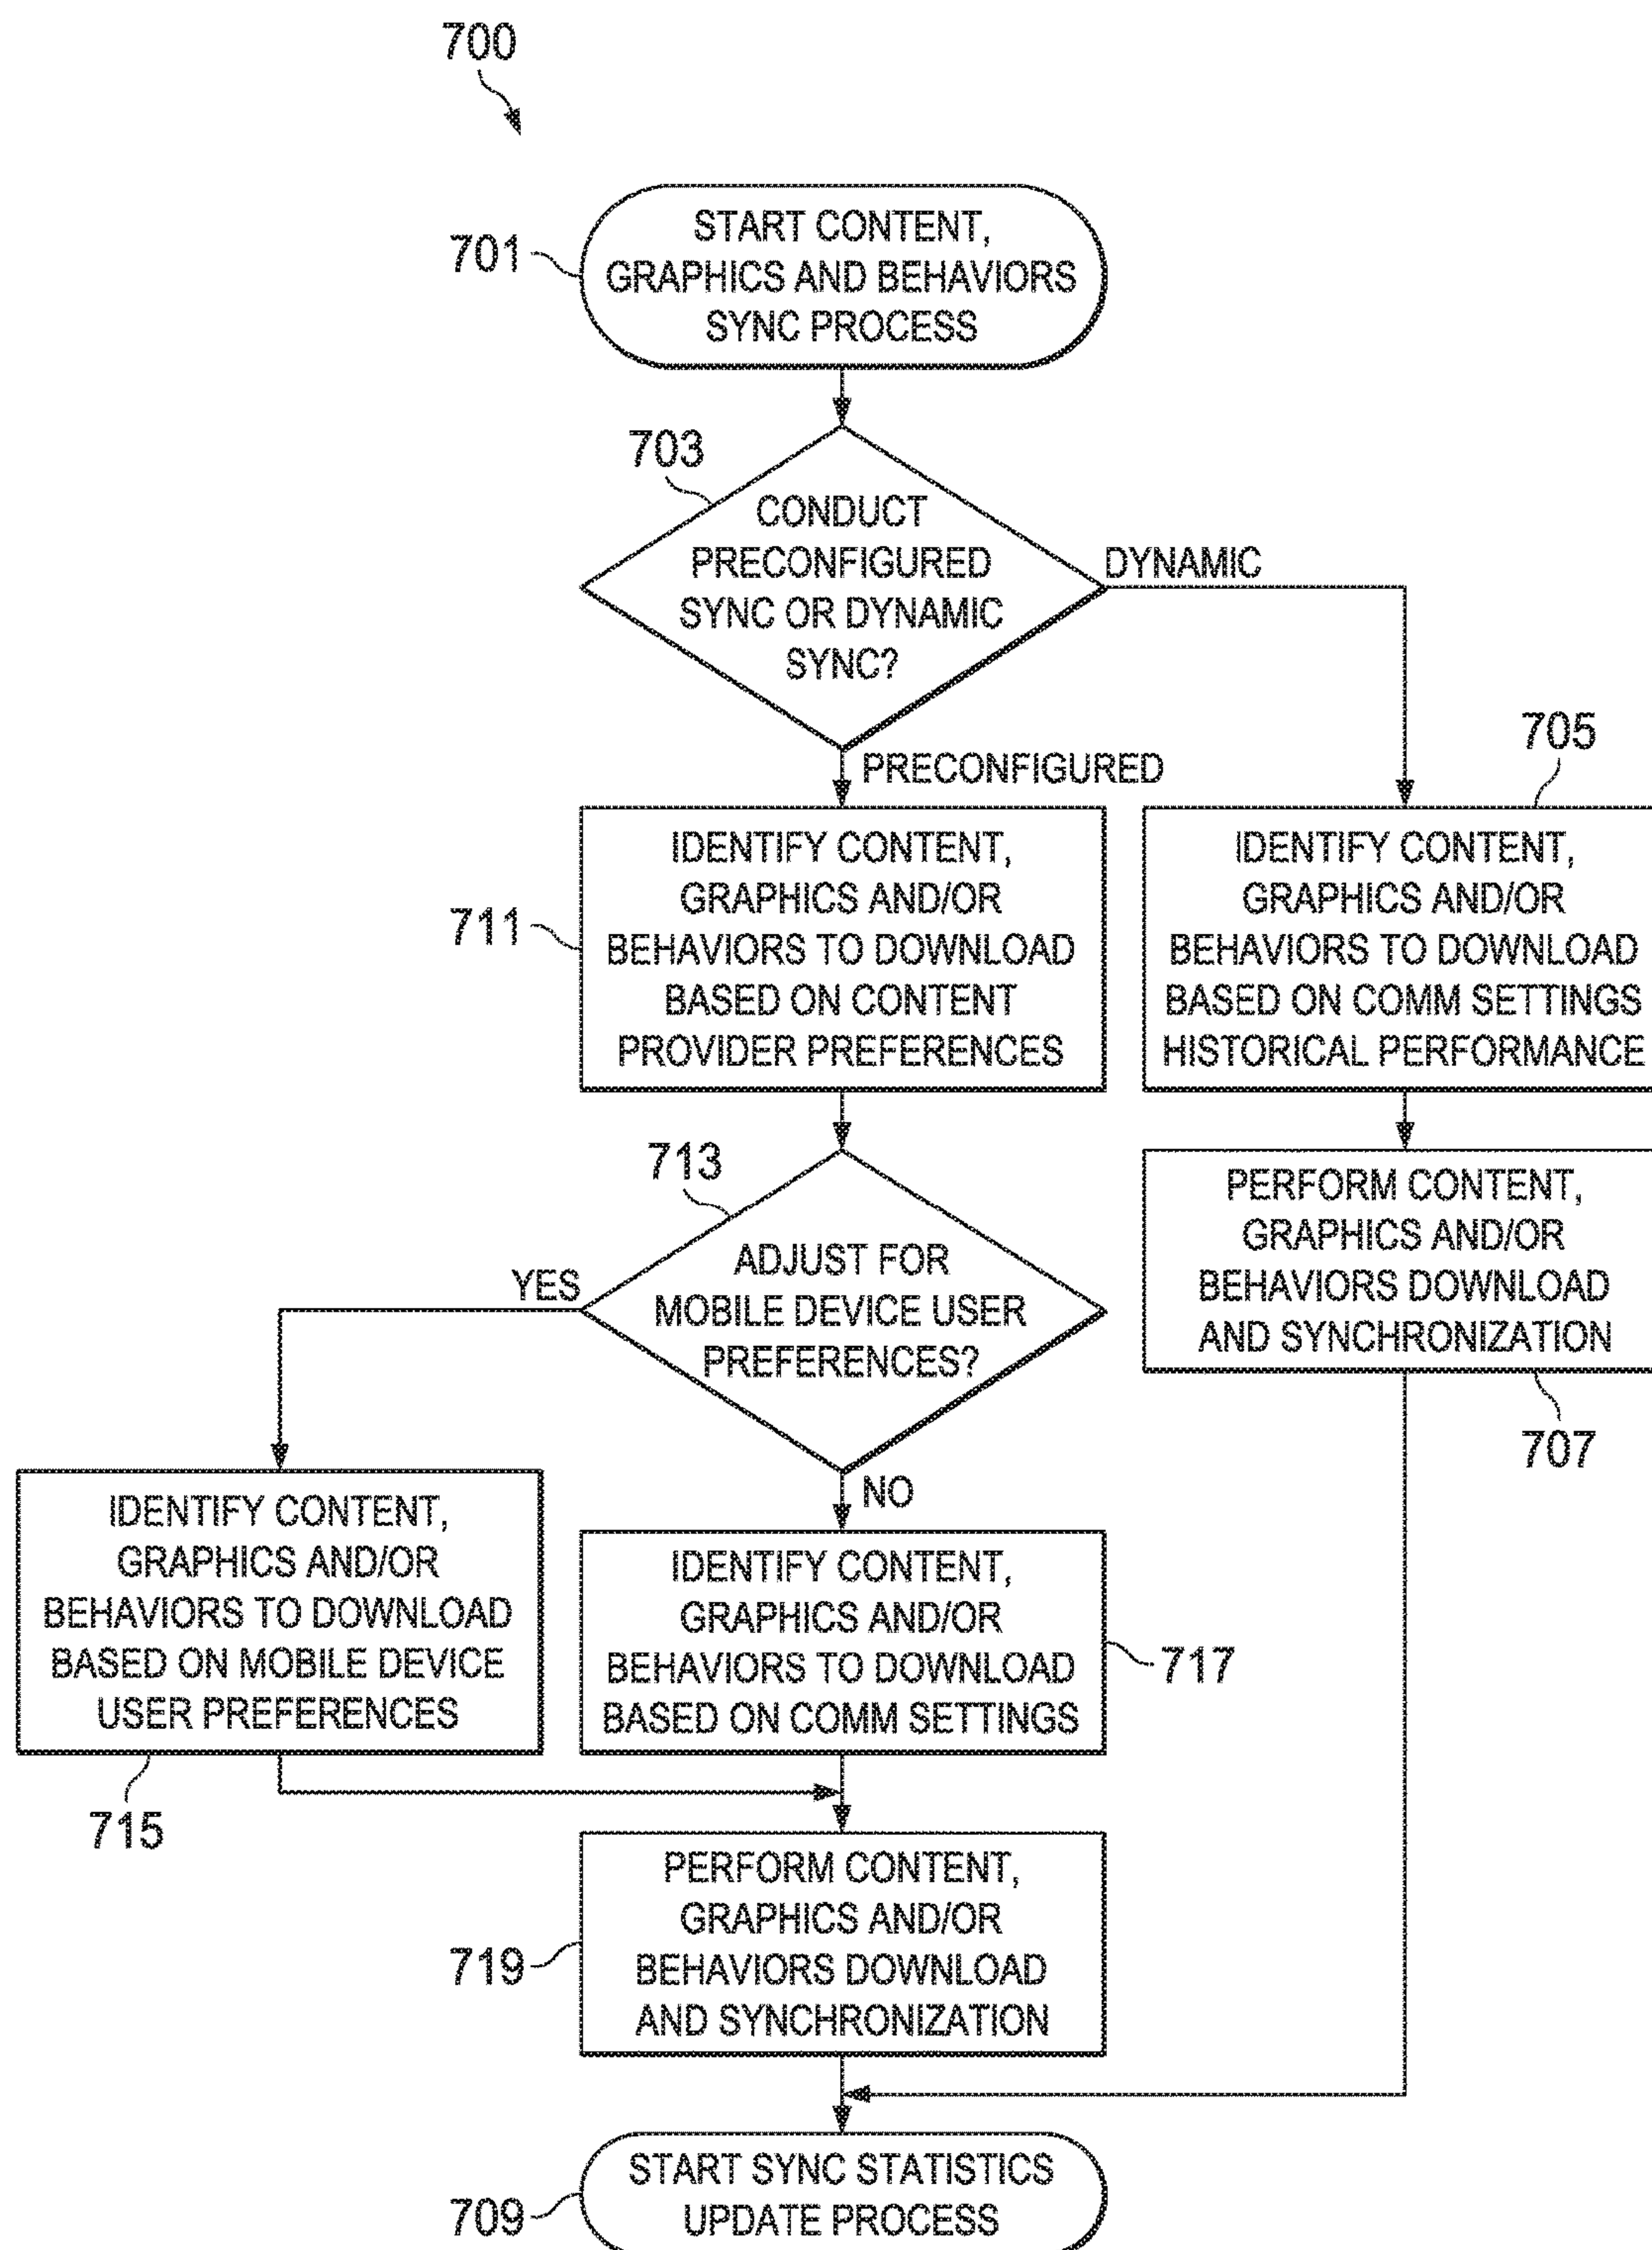 700
701
START CONTENT,
GRAPHICS AND BEHAVIORS
SYNC PROCESS
703
CONDUCT
PRECONFIGURED
SYNC OR DYNAMIC
SYNC?
DYNAMIC
PRECONFIGURED
705
IDENTIFY CONTENT,
GRAPHICS AND/OR
BEHAVIORS TO DOWNLOAD
BASED ON COMM SETTINGS
HISTORICAL PERFORMANCE
711
IDENTIFY CONTENT,
GRAPHICS AND/OR
BEHAVIORS TO DOWNLOAD
BASED ON CONTENT
PROVIDER PREFERENCES
PERFORM CONTENT,
GRAPHICS AND/OR
BEHAVIORS DOWNLOAD
AND SYNCHRONIZATION
707
713
ADJUST FOR
MOBILE DEVICE USER
PREFERENCES?
YES
NO
IDENTIFY CONTENT,
GRAPHICS AND/OR
BEHAVIORS TO DOWNLOAD
BASED ON MOBILE DEVICE
USER PREFERENCES
715
IDENTIFY CONTENT,
GRAPHICS AND/OR
BEHAVIORS TO DOWNLOAD
BASED ON COMM SETTINGS
717
719
PERFORM CONTENT,
GRAPHICS AND/OR
BEHAVIORS DOWNLOAD
AND SYNCHRONIZATION
709
START SYNC STATISTICS
UPDATE PROCESS